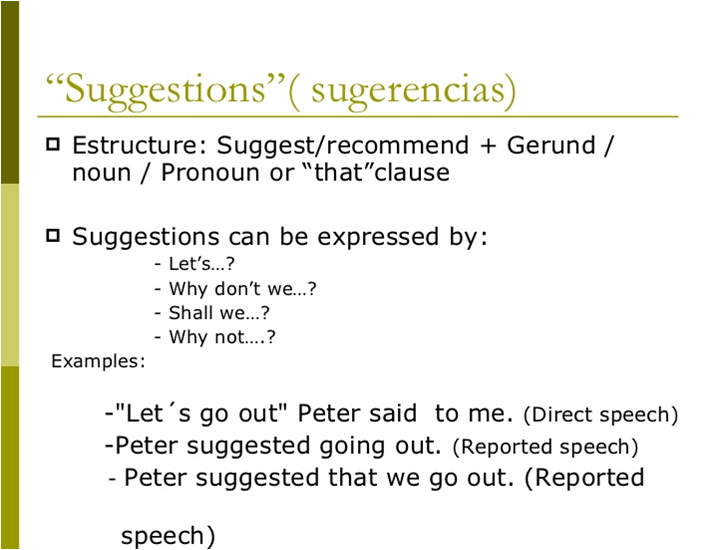 “Suggestions”( sugerencias)
Estructure: Suggest/recommend + Gerund /
noun / Pronoun or “that”clause
Suggestions can be expressed by:
- Let’s…?
- Why don’t we…?
- Shall we…?
- Why not….?
Examples:
-"Let´s go out" Peter said  to me. (Direct speech)
-Peter suggested going out. (Reported speech)
- Peter suggested that we go out. (Reported
speech)